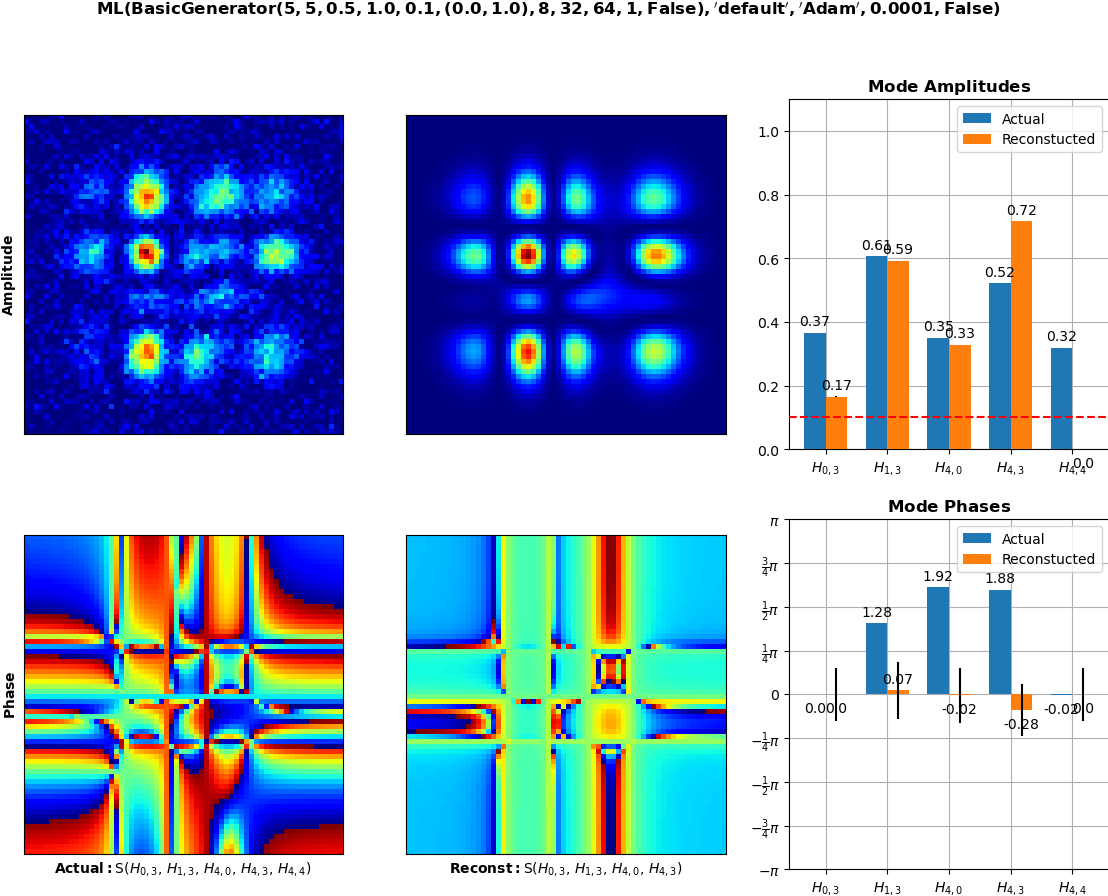 ML(BasicGenerator(5, 5, 0.5, 1.0, 0.1, (0.0, 1.0), 8, 32, 64, 1, False), 'default', 'Adam', 0.0001, False)
Amplitude
Mode Amplitudes
Actual
Reconstucted
1.0
0.8
0.6
0.4
0.2
0.0
0.37
0.17
0.61
0.59
0.35
0.33
0.52
0.72
0.32
0.0
H0,3
H1,3
H4,0
H4,3
H4,4
Phase
Actual: S(H0,3, H1,3, H4,0, H4,3, H4,4)
Reconst: S(H0,3, H1,3, H4,0, H4,3)
Mode Phases
Actual
Reconstucted
π
3/4π
1/2π
1/4π
0
−1/4π
−1/2π
−3/4π
−π
1.28
0.07
1.92
-0.02
1.88
-0.28
-0.02
H0,3
H1,3
H4,0
H4,3
H4,4